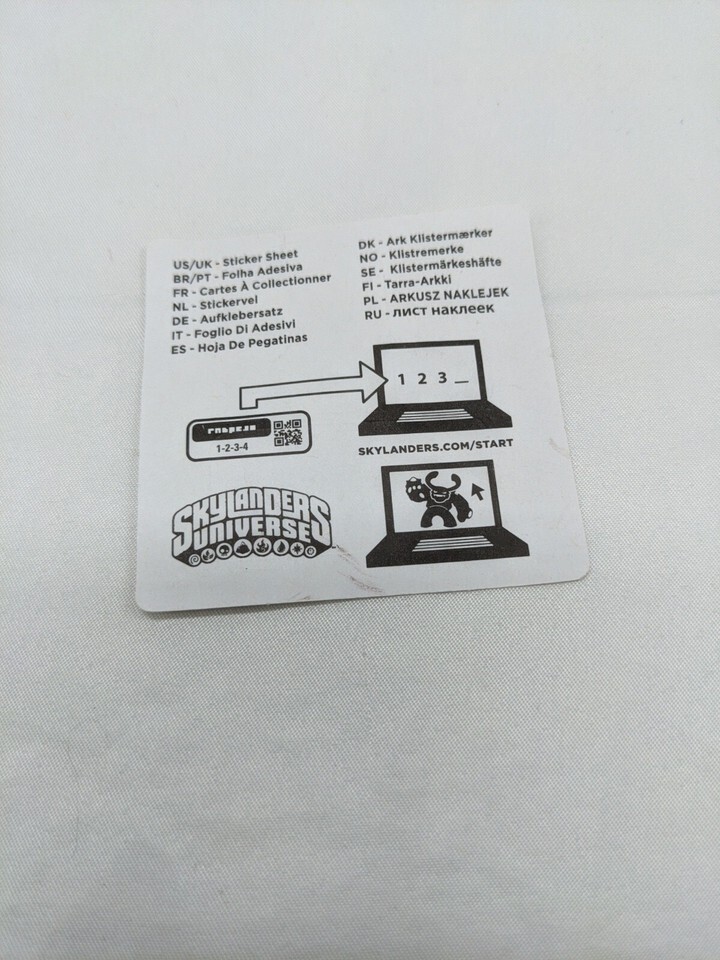 US/UK - Sticker Sheet
BR/PT - Folha Adesiva
FR - Cartes À Collectionner
NL - Stickervel
DE - Aufklebersatz
IT - Foglio Di Adesivi
ES - Hoja De Pegatinas
DK - Ark Klistermærker
NO - Klistremerke
SE - Klistermärkeshäfte
FI - Tarra-Arkki
PL - ARKUSZ NAKLEJEK
RU - лист наклеек
1 2 3 _
1-2-3-4
SKYLANDERS.COM/START
SKYLANDERS
UNIVERSE